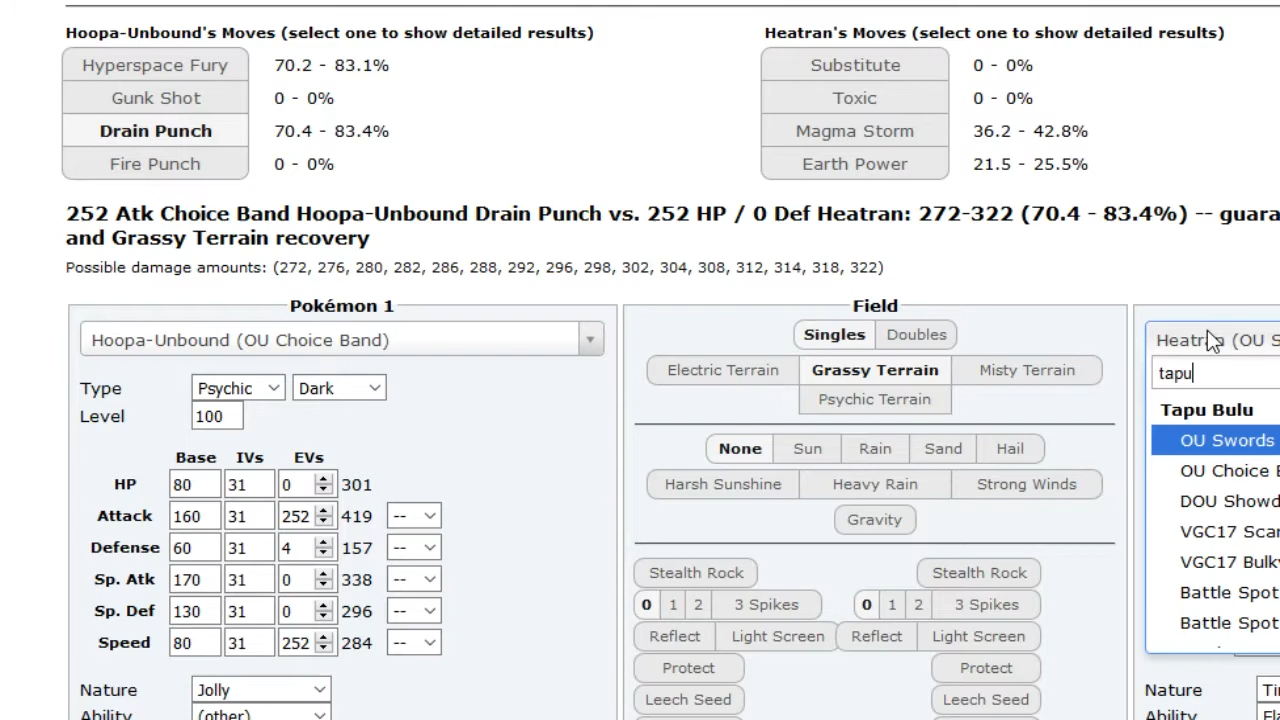 Hoopa-Unbound's Moves (select one to show detailed results)
Heatran's Moves (select one to show detailed results)
Hyperspace Fury 70.2 - 83.1%
Substitute 0 - 0%
Gunk Shot 0 - 0%
Toxic 0 - 0%
Drain Punch 70.4 - 83.4%
Magma Storm 36.2 - 42.8%
Fire Punch 0 - 0%
Earth Power 21.5 - 25.5%
252 Atk Choice Band Hoopa-Unbound Drain Punch vs. 252 HP / 0 Def Heatran: 272-322 (70.4 - 83.4%) -- guara
and Grassy Terrain recovery
Possible damage amounts: (272, 276, 280, 282, 286, 288, 292, 296, 298, 302, 304, 308, 312, 314, 318, 322)
Pokémon 1
Hoopa-Unbound (OU Choice Band)
Type Psychic Dark
Level 100
Base IVs EVs
HP 80 31 0 301
Attack 160 31 252 419 --
Defense 60 31 4 157 --
Sp. Atk 170 31 0 338 --
Sp. Def 130 31 0 296 --
Speed 80 31 252 284 --
Nature Jolly
Ability (other)
Field
Singles Doubles
Electric Terrain Grassy Terrain Misty Terrain
Psychic Terrain
None Sun Rain Sand Hail
Harsh Sunshine Heavy Rain Strong Winds
Gravity
Stealth Rock Stealth Rock
0 1 2 3 Spikes 0 1 2 3 Spikes
Reflect Light Screen Reflect Light Screen
Protect Protect
Leech Seed Leech Seed
Heatran (OU S
tapu
Tapu Bulu
OU Swords
OU Choice B
DOU Showd
VGC17 Scar
VGC17 Bulky
Battle Spot
Battle Spot
Nature Ti
Ability Fla